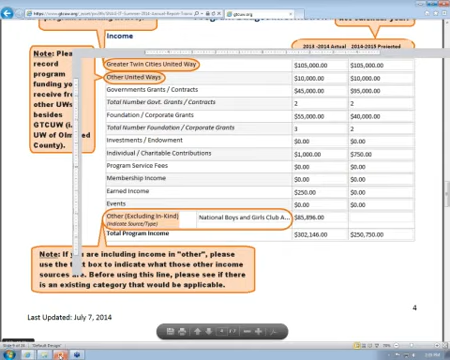 gtcuw.org
not calendar year.
Income
2013 -2014 Actual
2014-2015 Projected
Greater Twin Cities United Way $105,000.00 $105,000.00
Other United Ways $10,000.00 $10,000.00
Governments Grants / Contracts $45,000.00 $95,000.00
Total Number Govt. Grants / Contracts 2 2
Foundation / Corporate Grants $55,000.00 $40,000.00
Total Number Foundation / Corporate Grants 3 2
Investments / Endowment $0.00 $0.00
Individual / Charitable Contributions $1,000.00 $750.00
Program Service Fees $0.00 $0.00
Membership Income $0.00 $0.00
Earned Income $250.00 $0.00
Events $0.00 $0.00
Other (Excluding In-Kind) National Boys and Girls Club A... $85,896.00
(Indicate Source/Type)
Total Program Income $302,146.00 $250,750.00
Note: Plea
record
program
funding you
receive fro
other UWs
besides
GTCUW (i.
UW of Olm
County).
Note: If you are including income in "other", please
use the text box to indicate what those other income
sources are. Before using this line, please see if there
is an existing category that would be applicable.
4
Last Updated: July 7, 2014